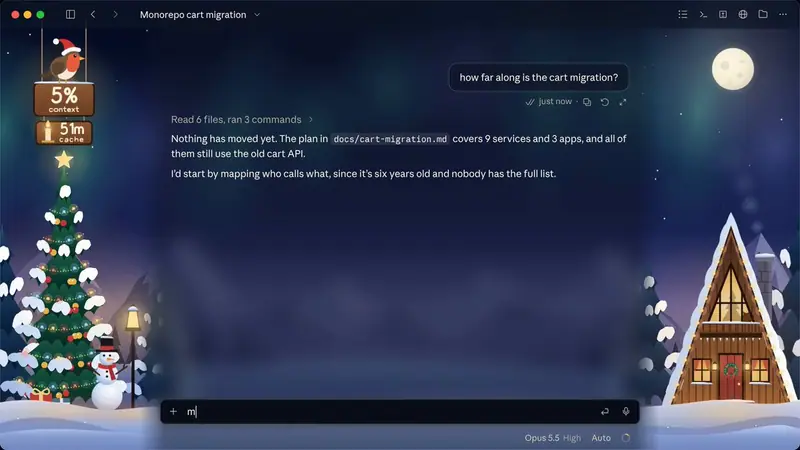 Monorepo cart migration
5%
context
51m
cache
how far along is the cart migration?
just now
Read 6 files, ran 3 commands
Nothing has moved yet. The plan in docs/cart-migration.md covers 9 services and 3 apps, and all of
them still use the old cart API.
I'd start by mapping who calls what, since it's six years old and nobody has the full list.
m
Opus 5.5 High Auto